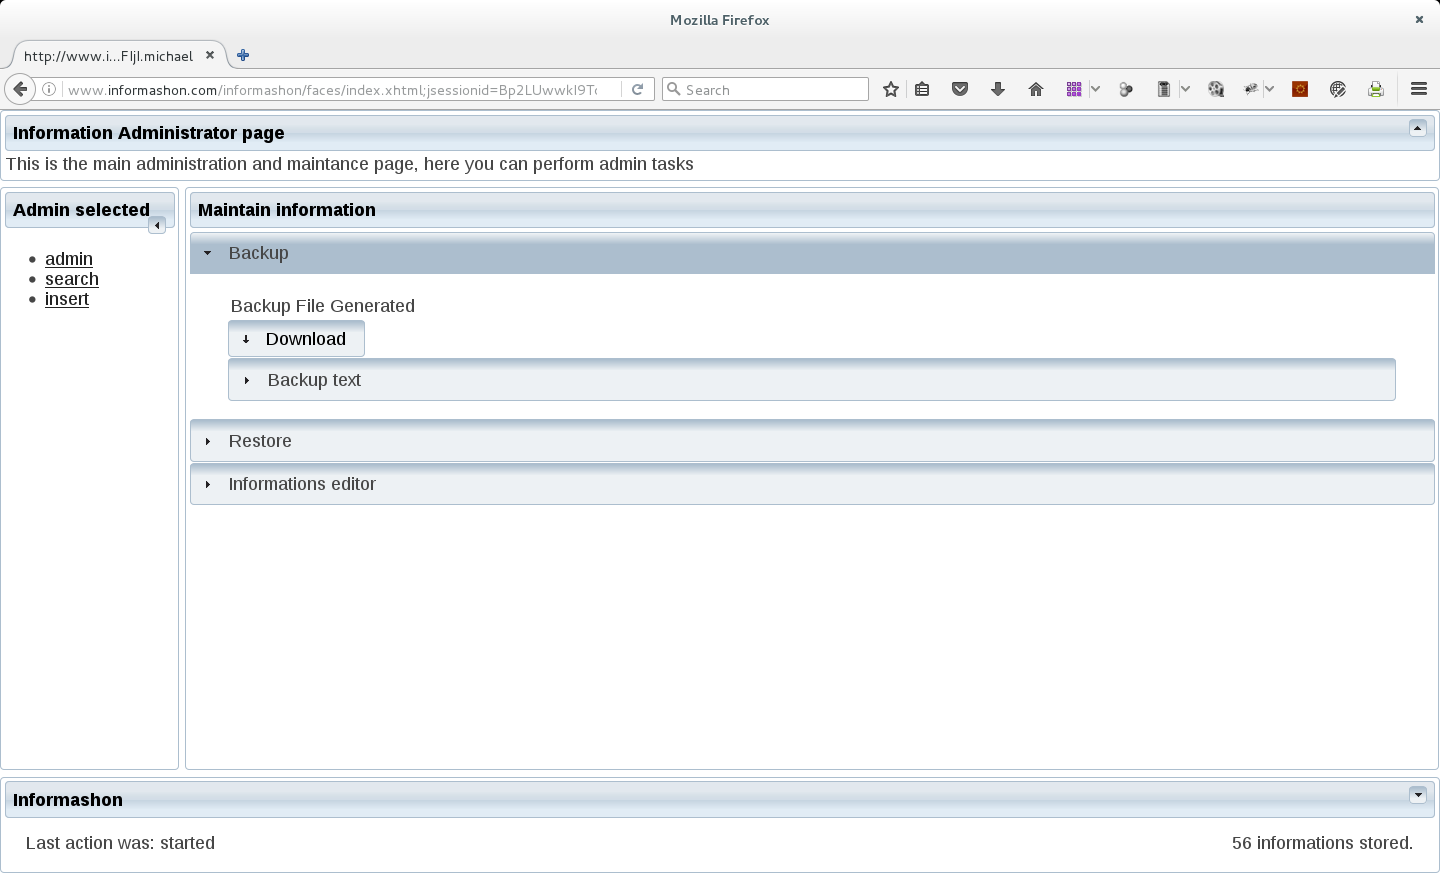 Mozilla Firefox
http://www.i...FIjI.michael
www.informashon.com/informashon/faces/index.xhtml;jsessionid=Bp2LUwwkI9Tc
Search
Information Administrator page
This is the main administration and maintance page, here you can perform admin tasks
Admin selected
admin
search
insert
Maintain information
Backup
Backup File Generated
Download
Backup text
Restore
Informations editor
Informashon
Last action was: started
56 informations stored.